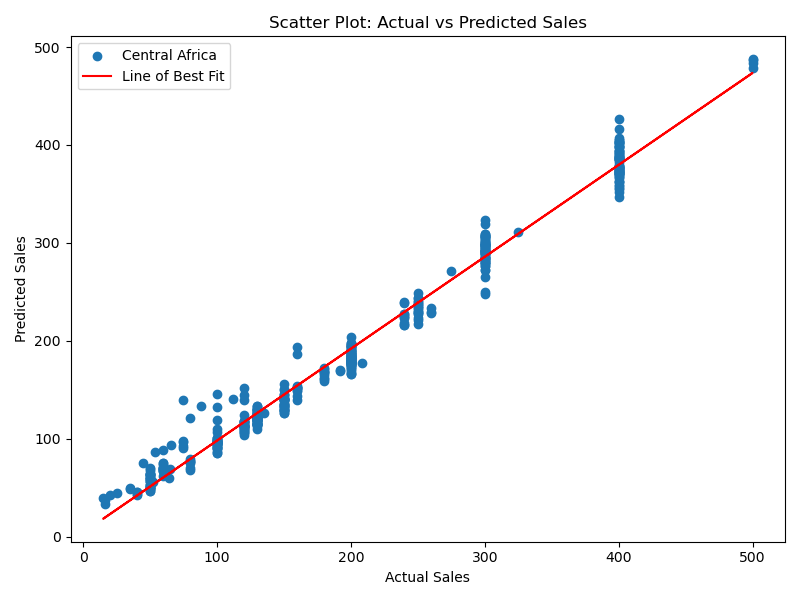 Scatter Plot: Actual vs Predicted Sales
Central Africa
Line of Best Fit
Predicted Sales
500
400
300
200
100
0
0 100 200 300 400 500
Actual Sales